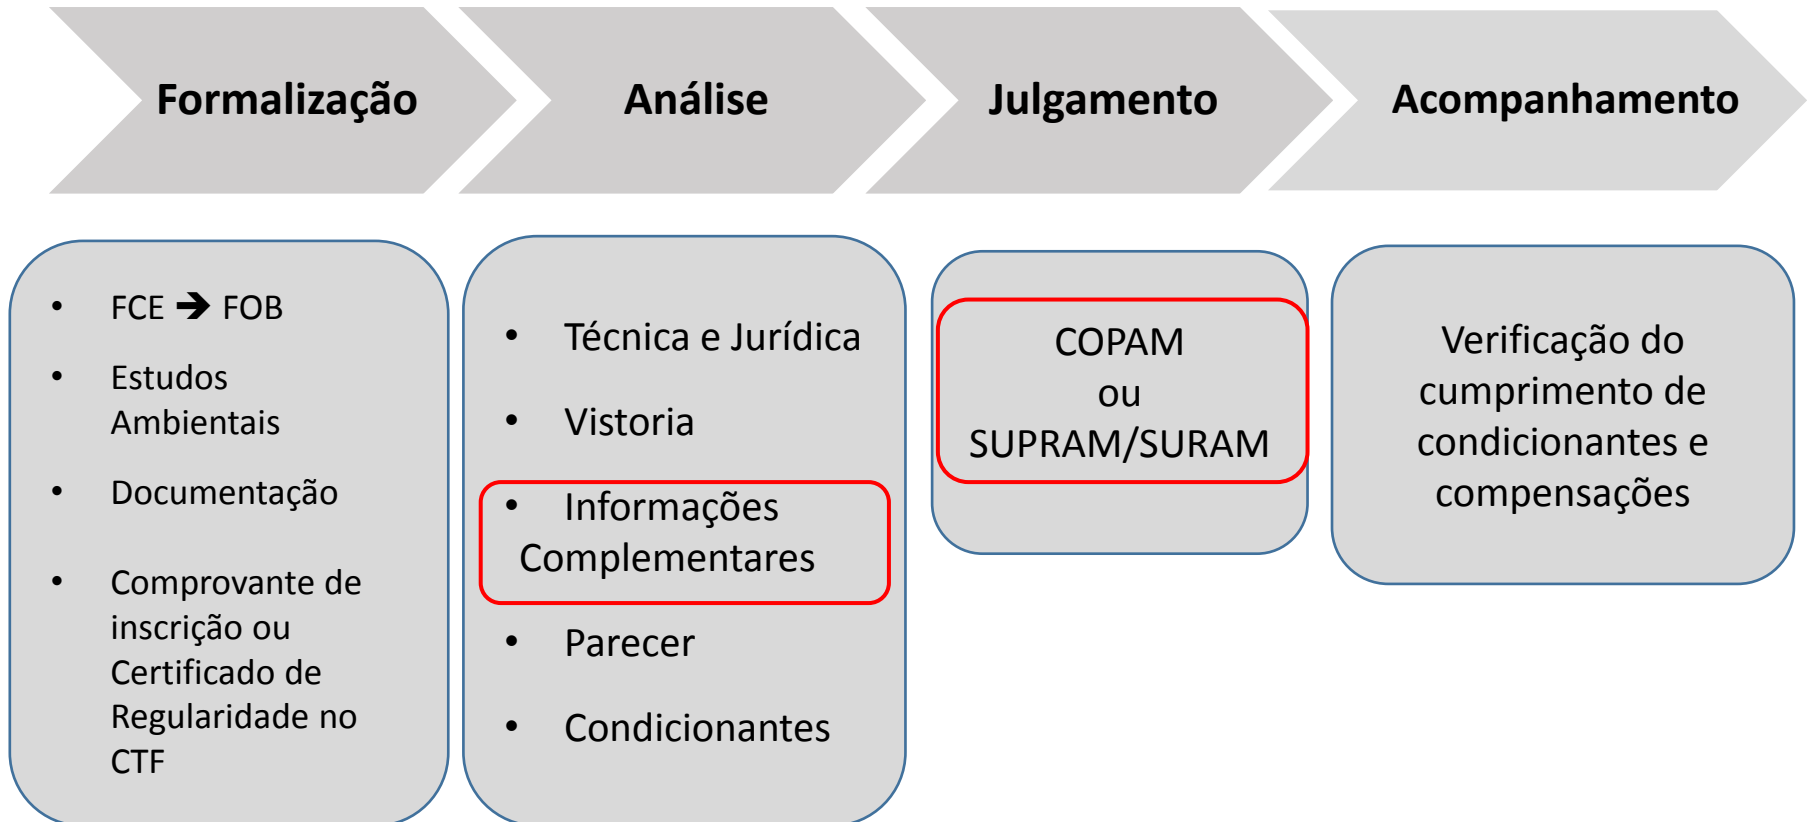 Formalização
Análise
Julgamento
Acompanhamento
• FCE ➔ FOB
• Estudos
Ambientais
• Documentação
• Comprovante de
inscrição ou
Certificado de
Regularidade no
CTF
• Técnica e Jurídica
• Vistoria
• Informações
Complementares
• Parecer
• Condicionantes
COPAM
ou
SUPRAM/SURAM
Verificação do
cumprimento de
condicionantes e
compensações